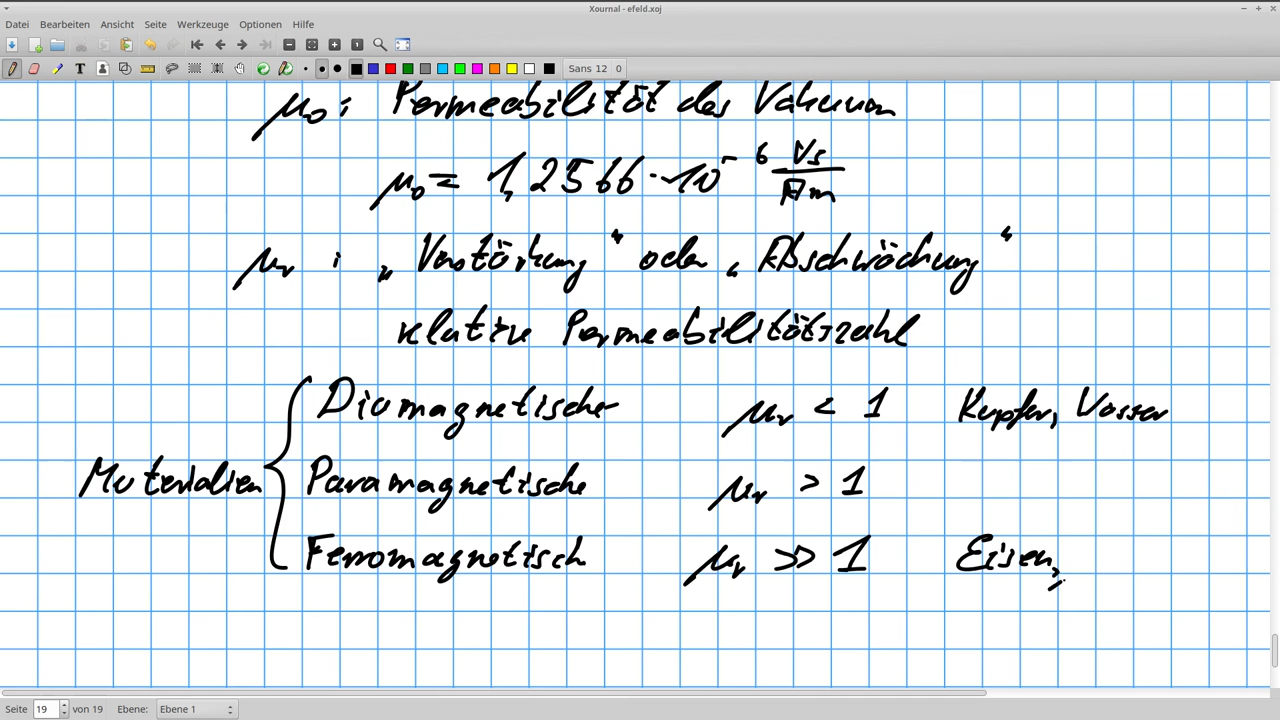 Xournal - efeld.xoj
Datei Bearbeiten Ansicht Seite Werkzeuge Optionen Hilfe
Sans 12 0
μ₀: Permeabilität des Vakuum
μ₀ = 1,2566 · 10⁻⁶ Vs/Am
μr : „Verstärkung“ oder „Abschwächung“
relative Permeabilitätszahl
Materialien { Diamagnetische μr < 1 Kupfer, Wasser
Paramagnetische μr > 1
Ferromagnetisch μr ≫ 1 Eisen,
Seite 19 von 19 Ebene: Ebene 1